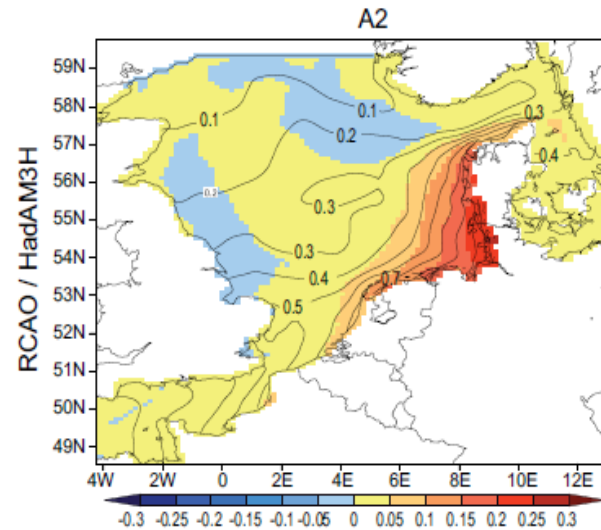 A2
RCAO / HadAM3H
59N
58N
57N
56N
55N
54N
53N
52N
51N
50N
49N
0.1
0.1
0.2
0.3
0.4
0.2
0.3
0.3
0.4
0.5
0.7
4W 2W 0 2E 4E 6E 8E 10E 12E
-0.3 -0.25 -0.2 -0.15 -0.1 -0.05 0 0.05 0.1 0.15 0.2 0.25 0.3